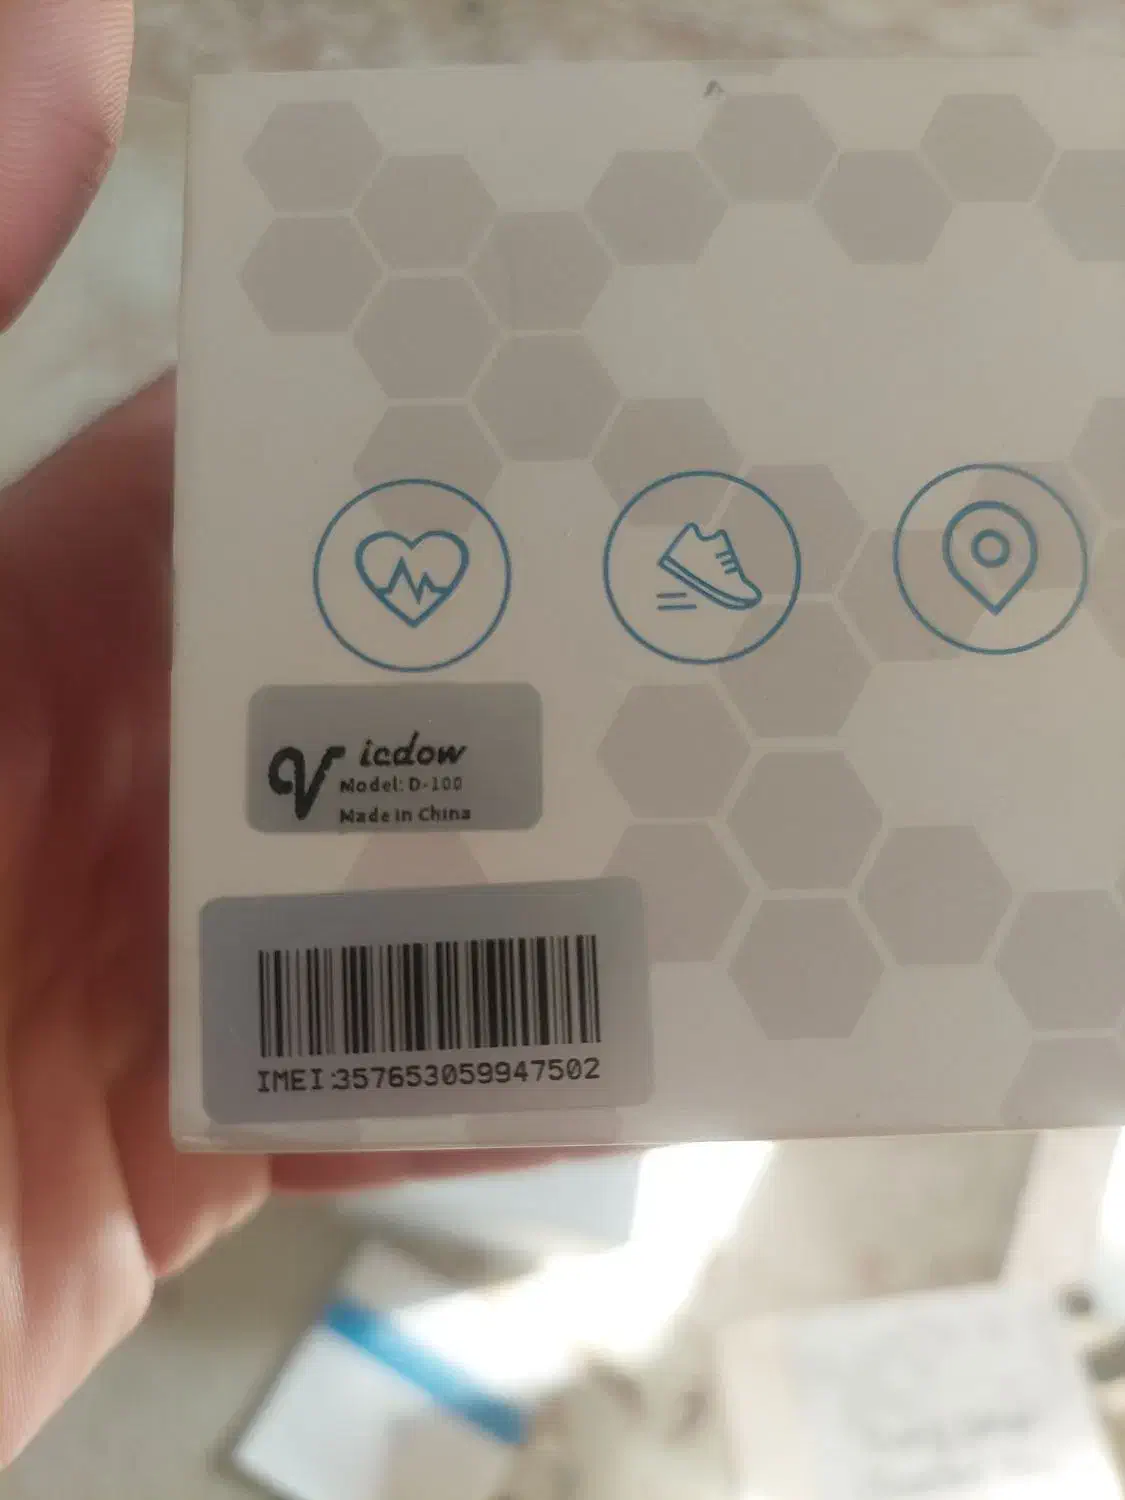 Vicdow
Model: D-100
Made in China
IMEI:357653059947502